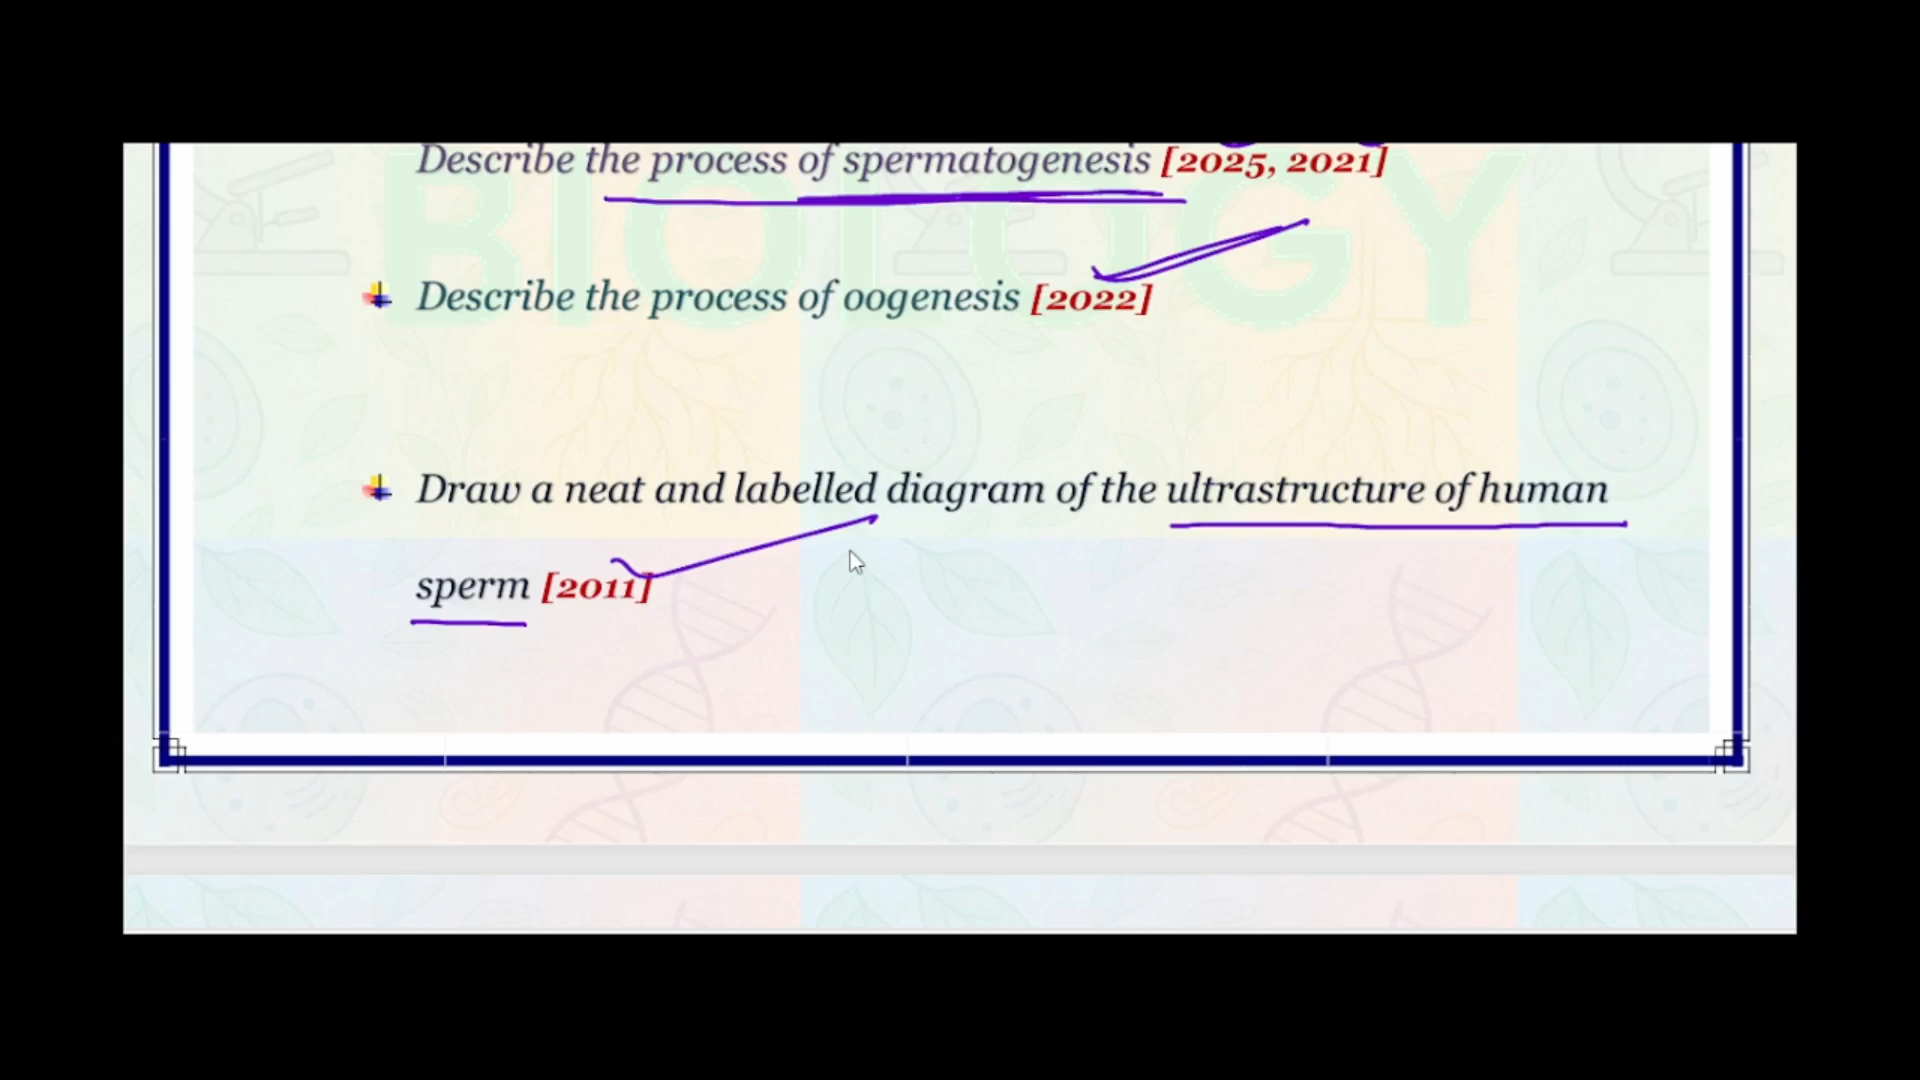 Describe the process of spermatogenesis [2025, 2021]
BIOLOGY
Describe the process of oogenesis [2022]
Draw a neat and labelled diagram of the ultrastructure of human
sperm [2011]